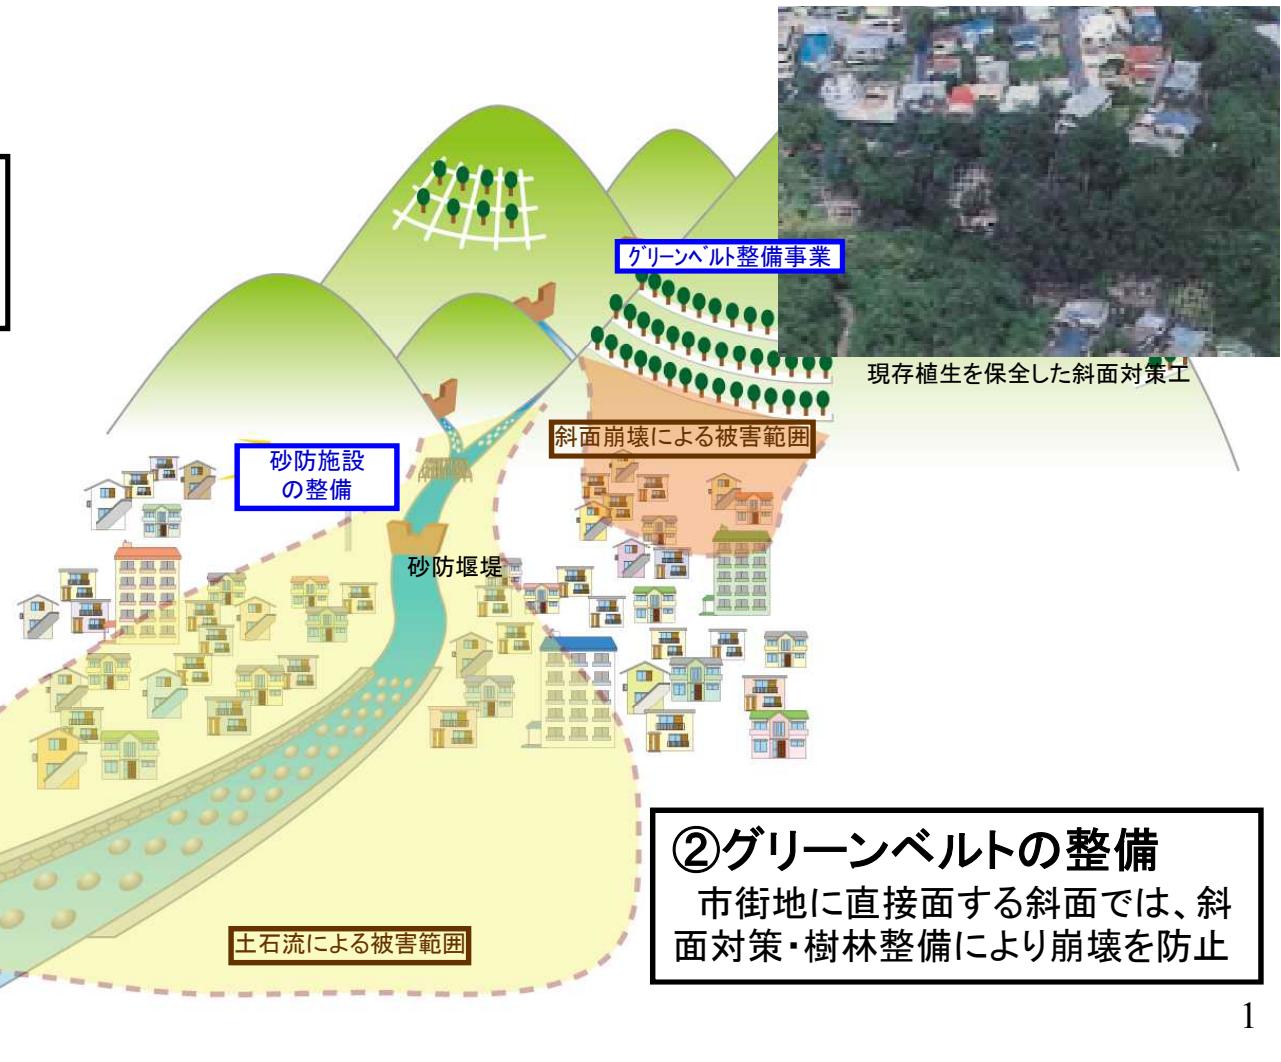 グリーンベルト整備事業
現存植生を保全した斜面対策工
斜面崩壊による被害範囲
砂防施設
の整備
砂防堰堤
②グリーンベルトの整備
市街地に直接面する斜面では、斜
面対策・樹林整備により崩壊を防止
土石流による被害範囲
1